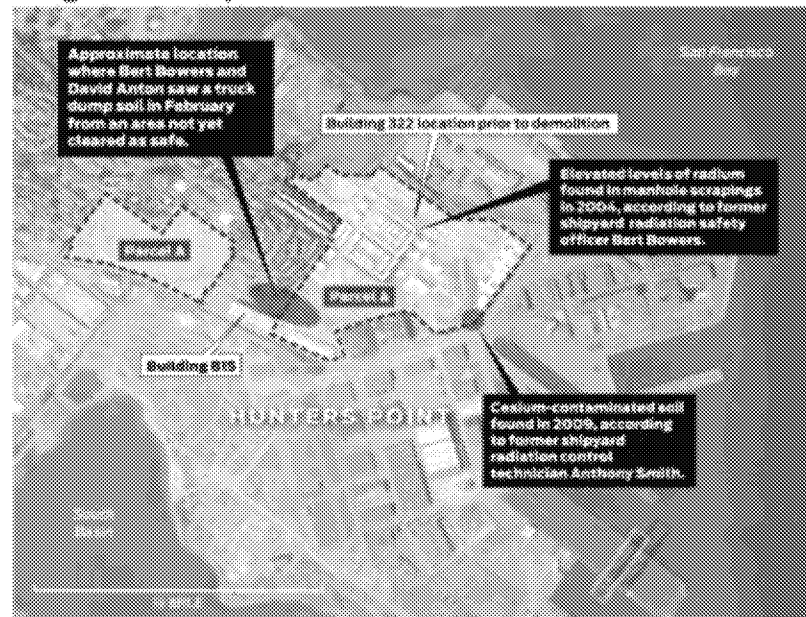 Approximate location
where Bert Bowers and
David Anton saw a truck
dump soil in February
from an area not yet
cleared as safe.
San Francisco
Bay
Building 322 location prior to demolition
Elevated levels of radium
found in manhole scrapings
in 2004, according to former
shipyard radiation safety
officer Bert Bowers.
Parcel A
Parcel A
Building 815
HUNTERS POINT
Cesium-contaminated soil
found in 2009, according
to former shipyard
radiation control
technician Anthony Smith.
South
Basin